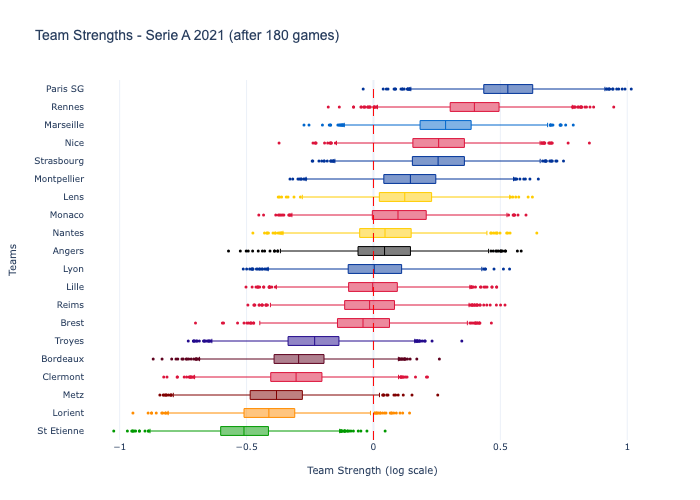 Team Strengths - Serie A 2021 (after 180 games)
Paris SG
Rennes
Marseille
Nice
Strasbourg
Montpellier
Lens
Monaco
Nantes
Angers
Lyon
Lille
Reims
Brest
Troyes
Bordeaux
Clermont
Metz
Lorient
St Etienne
Teams
−1
−0.5
0
0.5
1
Team Strength (log scale)